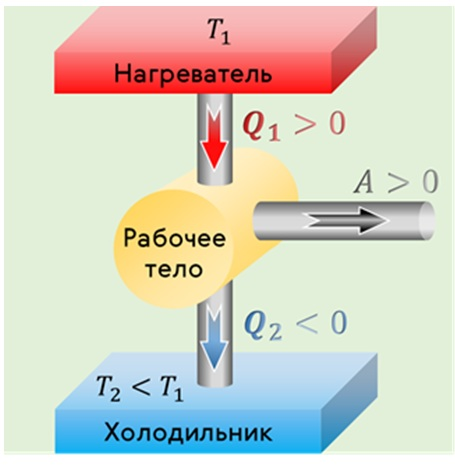 T₁
Нагреватель
Q₁ > 0
A > 0
Рабочее
тело
Q₂ < 0
T₂ < T₁
Холодильник